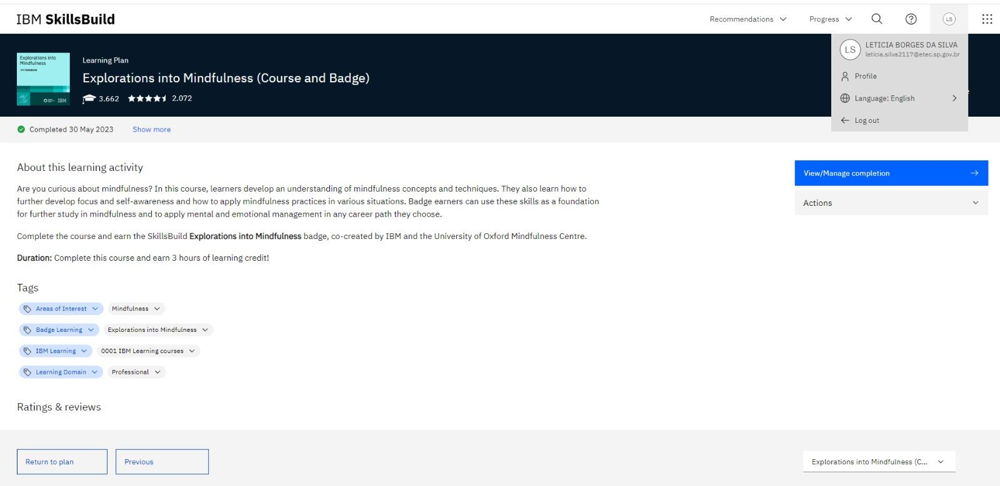 IBM SkillsBuild
Recommendations
Progress
LS
LS
LETICIA BORGES DA SILVA
leticia.silva2117@etec.sp.gov.br
Profile
Language: English
Log out
Explorations into
Mindfulness
IBM
Learning Plan
Explorations into Mindfulness (Course and Badge)
3.662
2.072
Completed 30 May 2023
Show more
About this learning activity
Are you curious about mindfulness? In this course, learners develop an understanding of mindfulness concepts and techniques. They also learn how to
further develop focus and self-awareness and how to apply mindfulness practices in various situations. Badge earners can use these skills as a foundation
for further study in mindfulness and to apply mental and emotional management in any career path they choose.
Complete the course and earn the SkillsBuild Explorations into Mindfulness badge, co-created by IBM and the University of Oxford Mindfulness Centre.
Duration: Complete this course and earn 3 hours of learning credit!
View/Manage completion
Actions
Tags
Areas of Interest
Mindfulness
Badge Learning
Explorations into Mindfulness
IBM Learning
0001 IBM Learning courses
Learning Domain
Professional
Ratings & reviews
Return to plan
Previous
Explorations into Mindfulness (C...